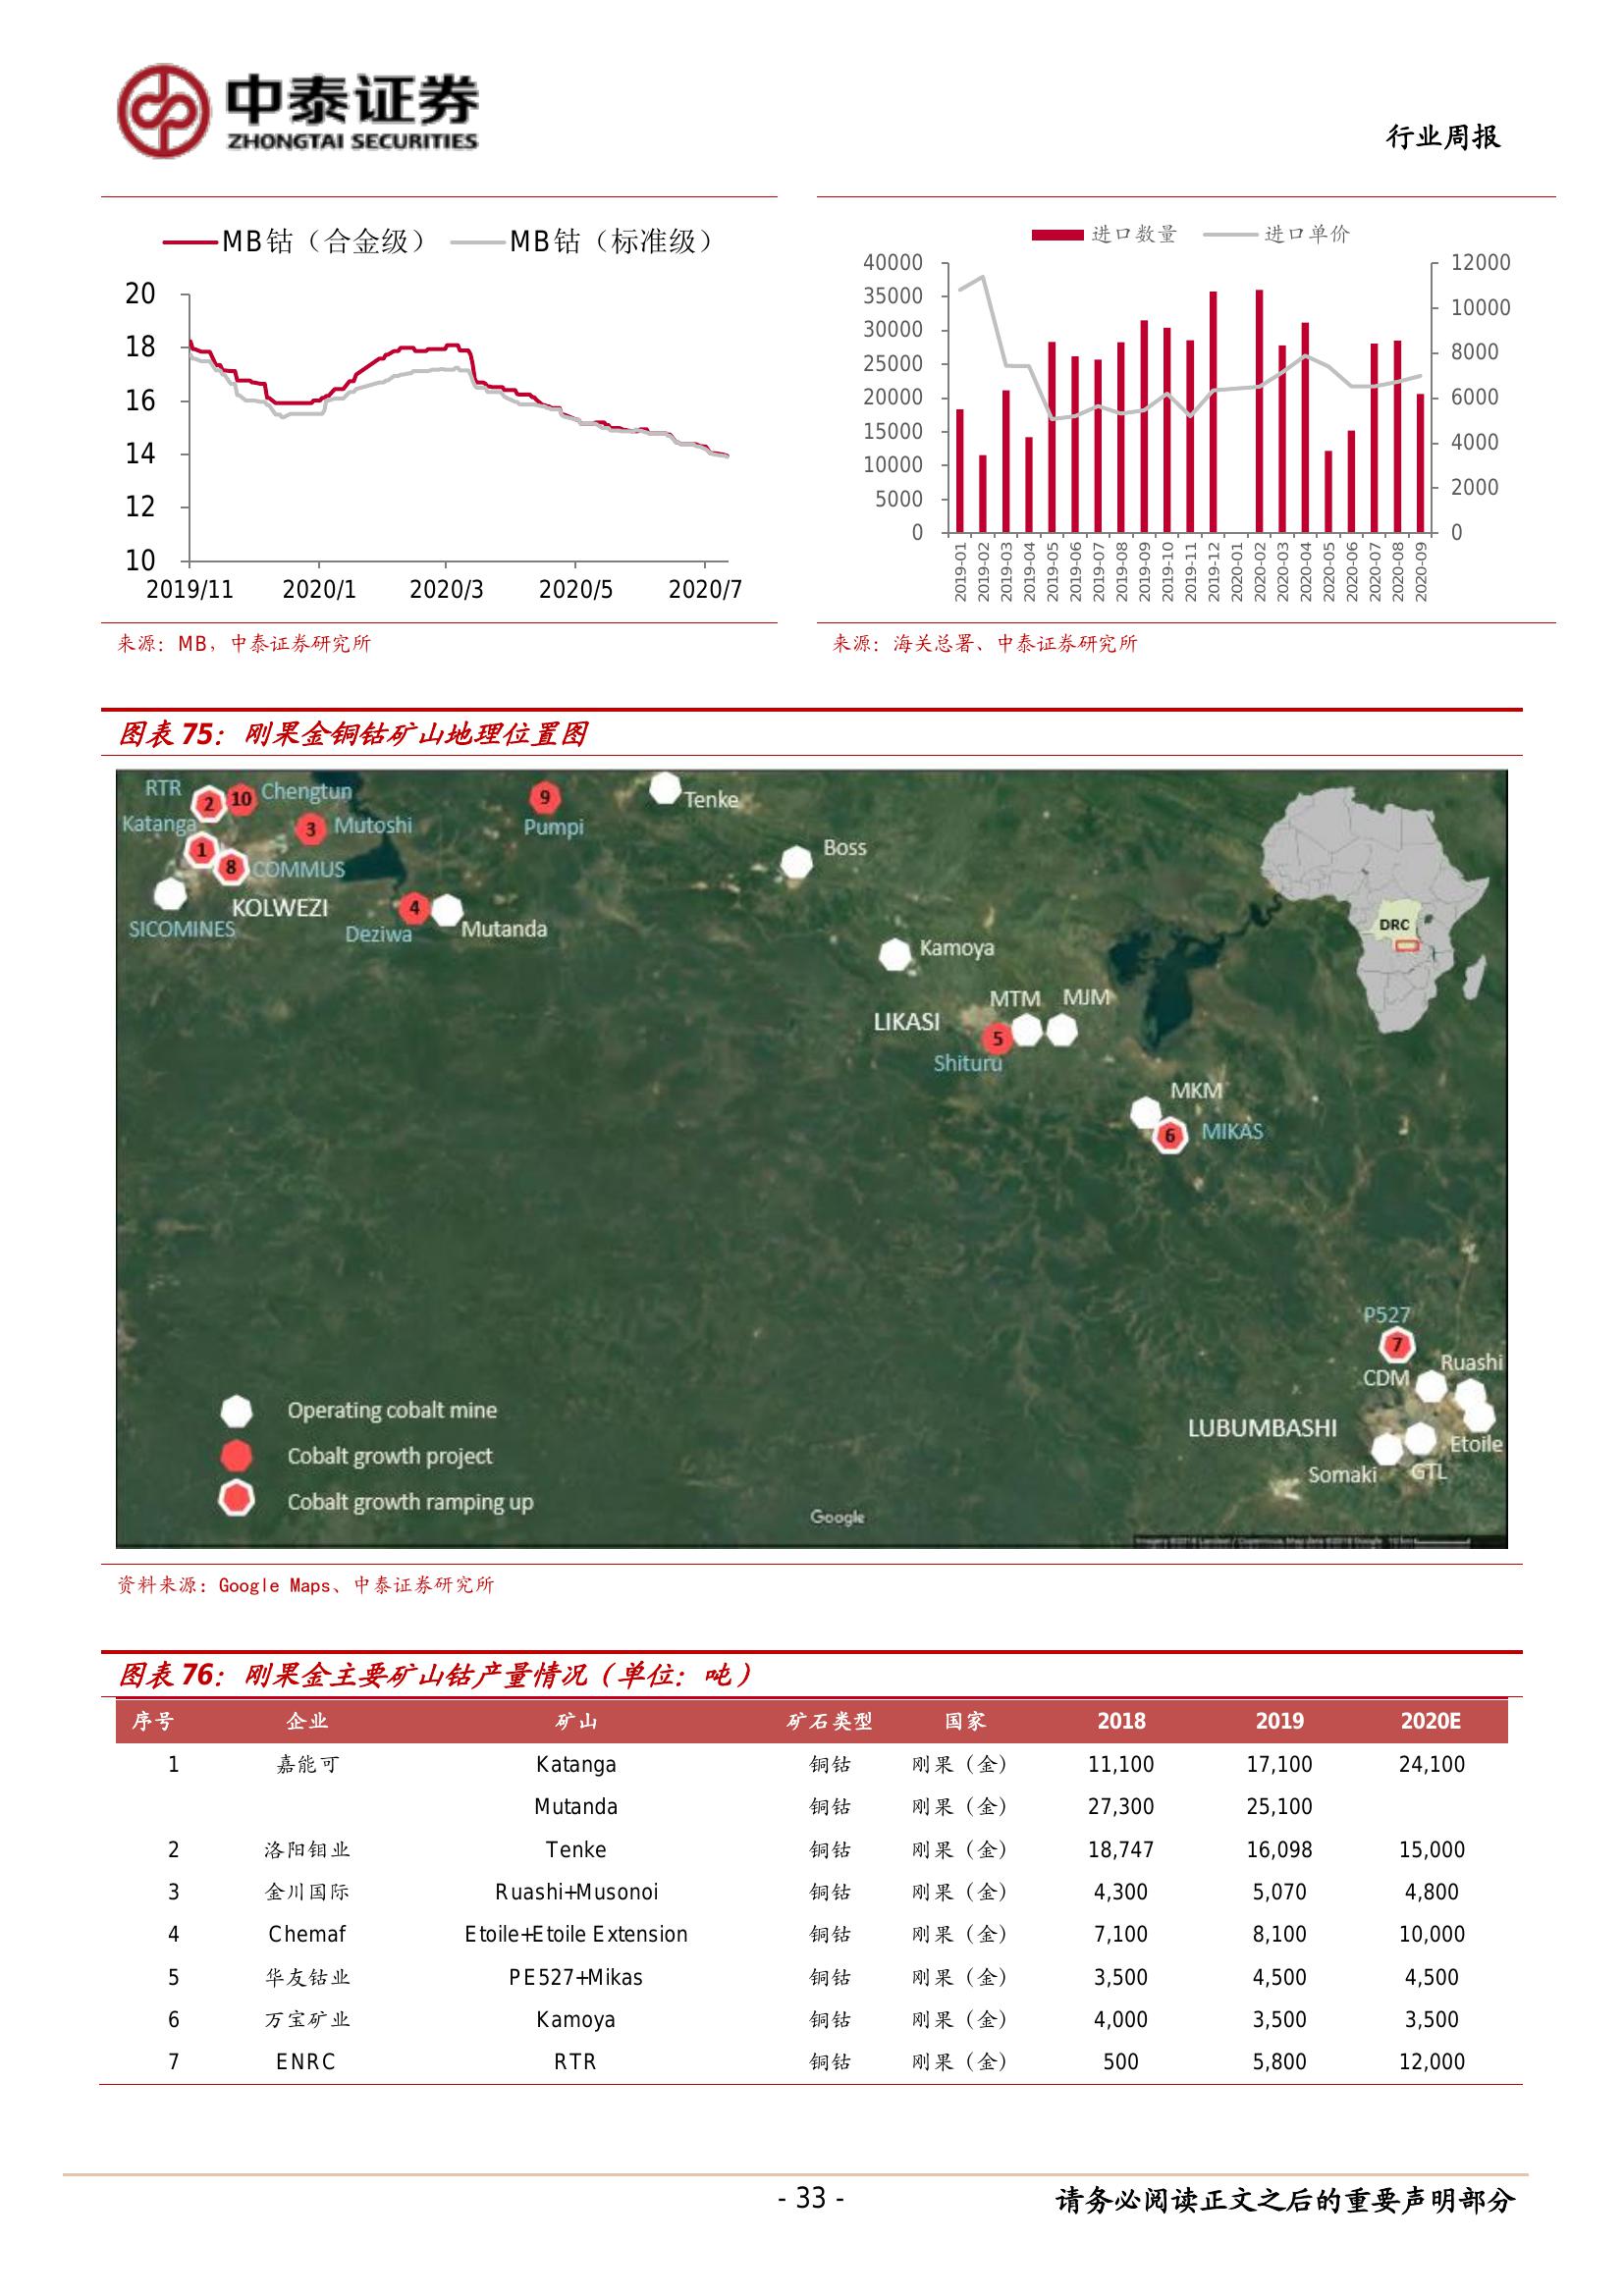 中泰证券
ZHONGTAI SECURITIES
行业周报
MB钴（合金级） MB钴（标准级）
20
18
16
14
12
10
2019/11 2020/1 2020/3 2020/5 2020/7
来源：MB，中泰证券研究所
进口数量 进口单价
40000 12000
35000 10000
30000 8000
25000 6000
20000 4000
15000 2000
10000 0
5000
0
2019-01 2019-02 2019-03 2019-04 2019-05 2019-06 2019-07 2019-08 2019-09 2019-10 2019-11 2019-12 2020-01 2020-02 2020-03 2020-04 2020-05 2020-06 2020-07 2020-08 2020-09
来源：海关总署、中泰证券研究所
图表 75：刚果金铜钴矿山地理位置图
RTR 2 10 Chengtun 9 Tenke
Katanga 3 Mutoshi Pumpi
1 8 COMMUS Boss
SICOMINES KOLWEZI 4 Deziwa Mutanda
DRC
Kamoya
MTM MJM
LIKASI 5
Shituru
MKM
6 MIKAS
P527
7
CDM Ruashi
LUBUMBASHI Etoile
Somaki GTL
Operating cobalt mine
Cobalt growth project
Cobalt growth ramping up
Google
资料来源：Google Maps、中泰证券研究所
图表 76：刚果金主要矿山钴产量情况（单位：吨）
序号 企业 矿山 矿石类型 国家 2018 2019 2020E
1 嘉能可 Katanga 铜钴 刚果（金） 11,100 17,100 24,100
Mutanda 铜钴 刚果（金） 27,300 25,100
2 洛阳钼业 Tenke 铜钴 刚果（金） 18,747 16,098 15,000
3 金川国际 Ruashi+Musonoi 铜钴 刚果（金） 4,300 5,070 4,800
4 Chemaf Etoile+Etoile Extension 铜钴 刚果（金） 7,100 8,100 10,000
5 华友钴业 PE527+Mikas 铜钴 刚果（金） 3,500 4,500 4,500
6 万宝矿业 Kamoya 铜钴 刚果（金） 4,000 3,500 3,500
7 ENRC RTR 铜钴 刚果（金） 500 5,800 12,000
- 33 -
请务必阅读正文之后的重要声明部分